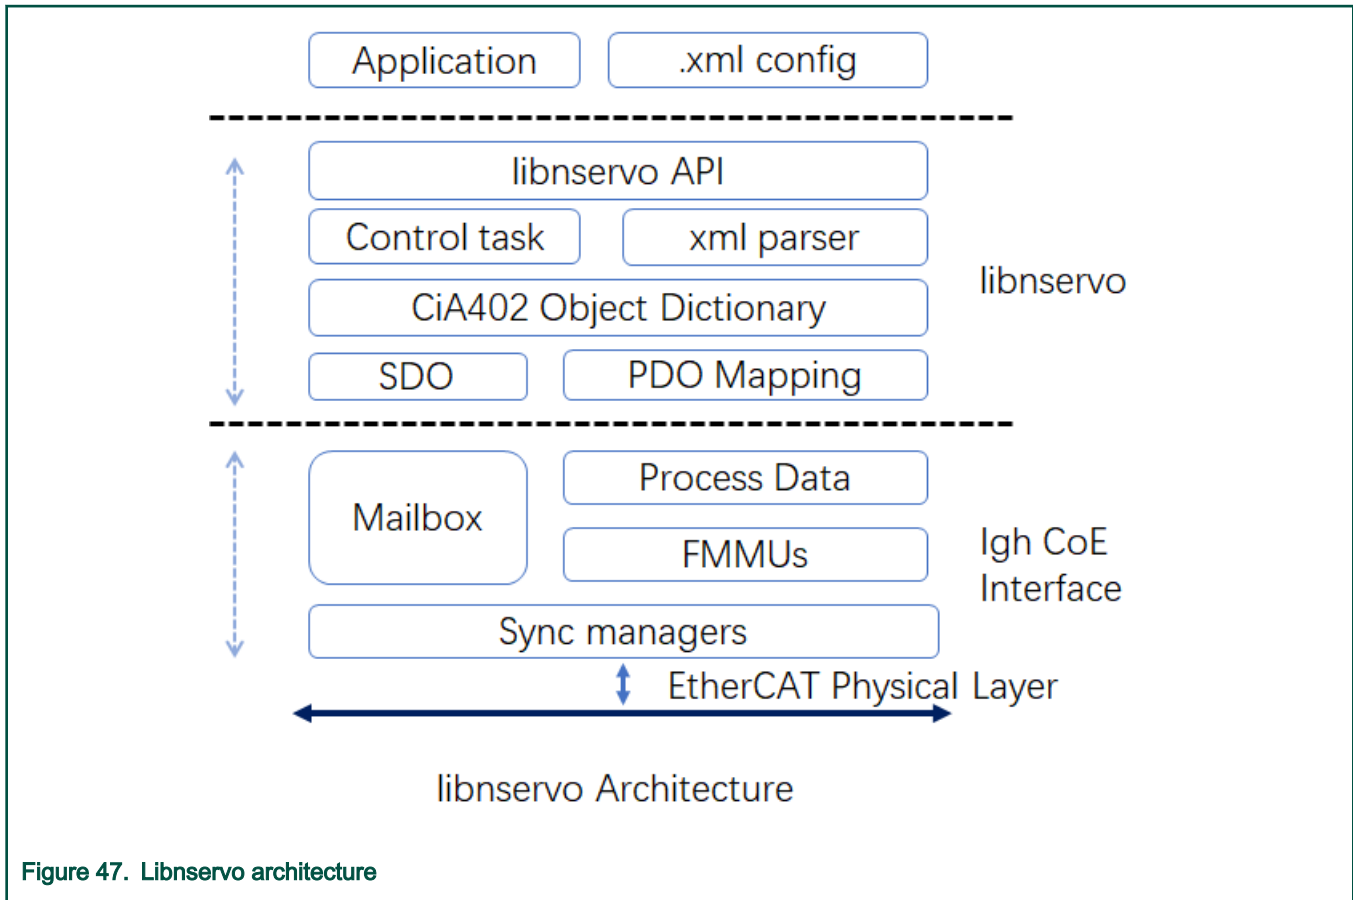 Application
.xml config
libnservo API
Control task
xml parser
libnservo
CiA402 Object Dictionary
SDO
PDO Mapping
Mailbox
Process Data
FMMUs
Igh CoE
Interface
Sync managers
EtherCAT Physical Layer
libnservo Architecture
Figure 47. Libnservo architecture